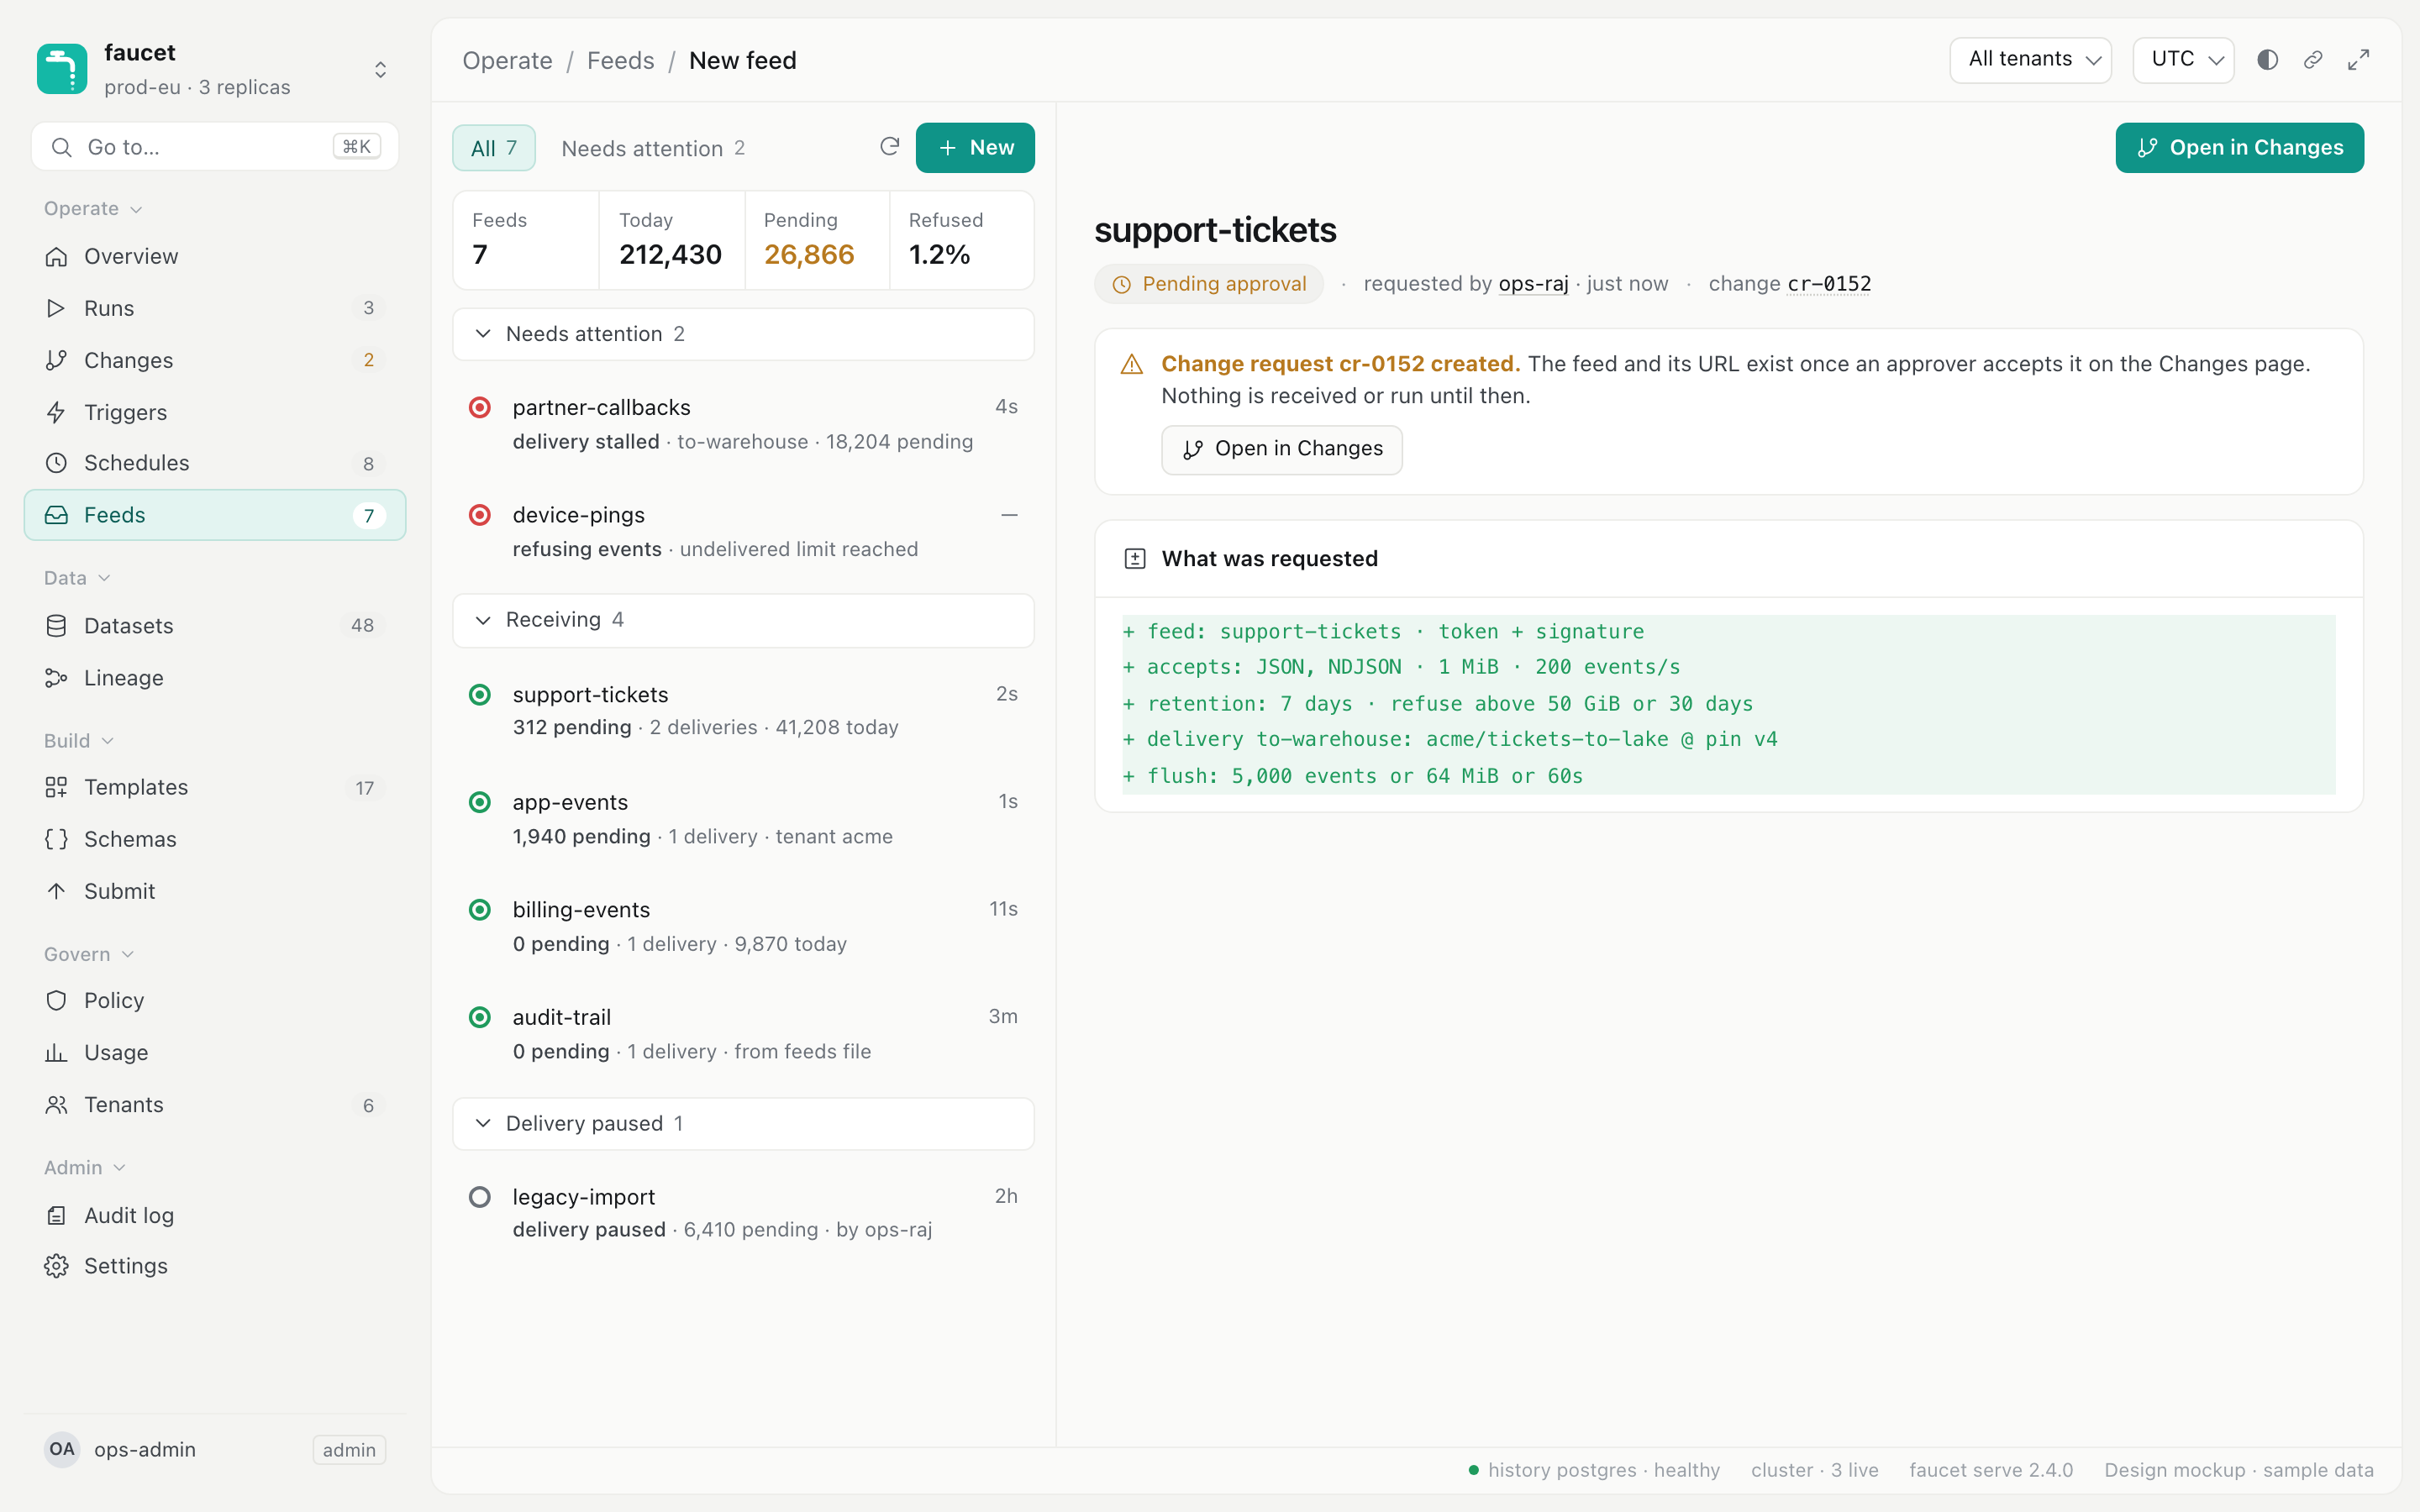 faucet
prod-eu · 3 replicas
Go to...
⌘K
Operate
Overview
Runs 3
Changes 2
Triggers
Schedules 8
Feeds 7
Data
Datasets 48
Lineage
Build
Templates 17
Schemas
Submit
Govern
Policy
Usage
Tenants 6
Admin
Audit log
Settings
OA ops-admin admin
Operate / Feeds / New feed
All tenants
UTC
All 7
Needs attention 2
+ New
Feeds
7
Today
212,430
Pending
26,866
Refused
1.2%
Needs attention 2
partner-callbacks 4s
delivery stalled · to-warehouse · 18,204 pending
device-pings —
refusing events · undelivered limit reached
Receiving 4
support-tickets 2s
312 pending · 2 deliveries · 41,208 today
app-events 1s
1,940 pending · 1 delivery · tenant acme
billing-events 11s
0 pending · 1 delivery · 9,870 today
audit-trail 3m
0 pending · 1 delivery · from feeds file
Delivery paused 1
legacy-import 2h
delivery paused · 6,410 pending · by ops-raj
Open in Changes
support-tickets
Pending approval · requested by ops-raj · just now · change cr-0152
Change request cr-0152 created. The feed and its URL exist once an approver accepts it on the Changes page.
Nothing is received or run until then.
Open in Changes
What was requested
+ feed: support-tickets · token + signature
+ accepts: JSON, NDJSON · 1 MiB · 200 events/s
+ retention: 7 days · refuse above 50 GiB or 30 days
+ delivery to-warehouse: acme/tickets-to-lake @ pin v4
+ flush: 5,000 events or 64 MiB or 60s
history postgres · healthy
cluster · 3 live
faucet serve 2.4.0
Design mockup · sample data